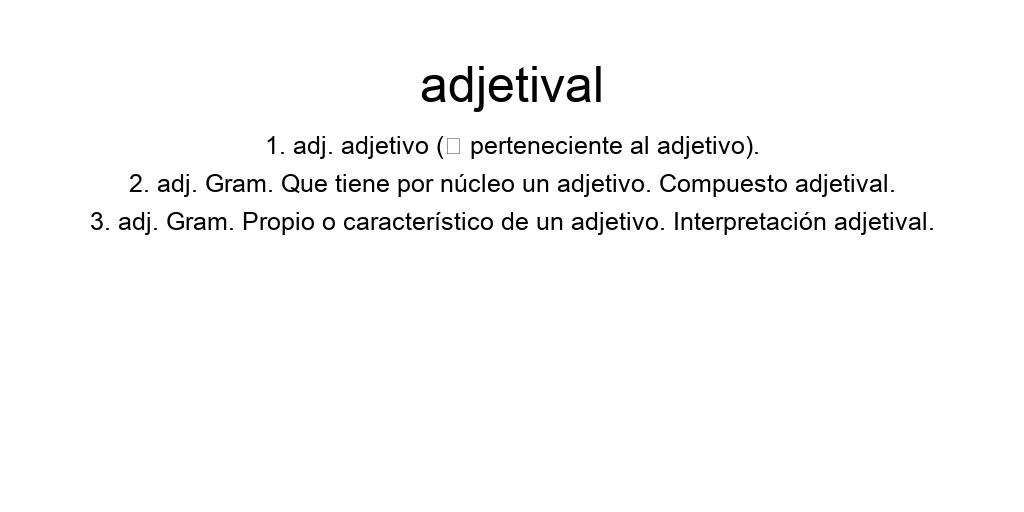 adjetival
1. adj. adjetivo (□ perteneciente al adjetivo).
2. adj. Gram. Que tiene por núcleo un adjetivo. Compuesto adjetival.
3. adj. Gram. Propio o característico de un adjetivo. Interpretación adjetival.